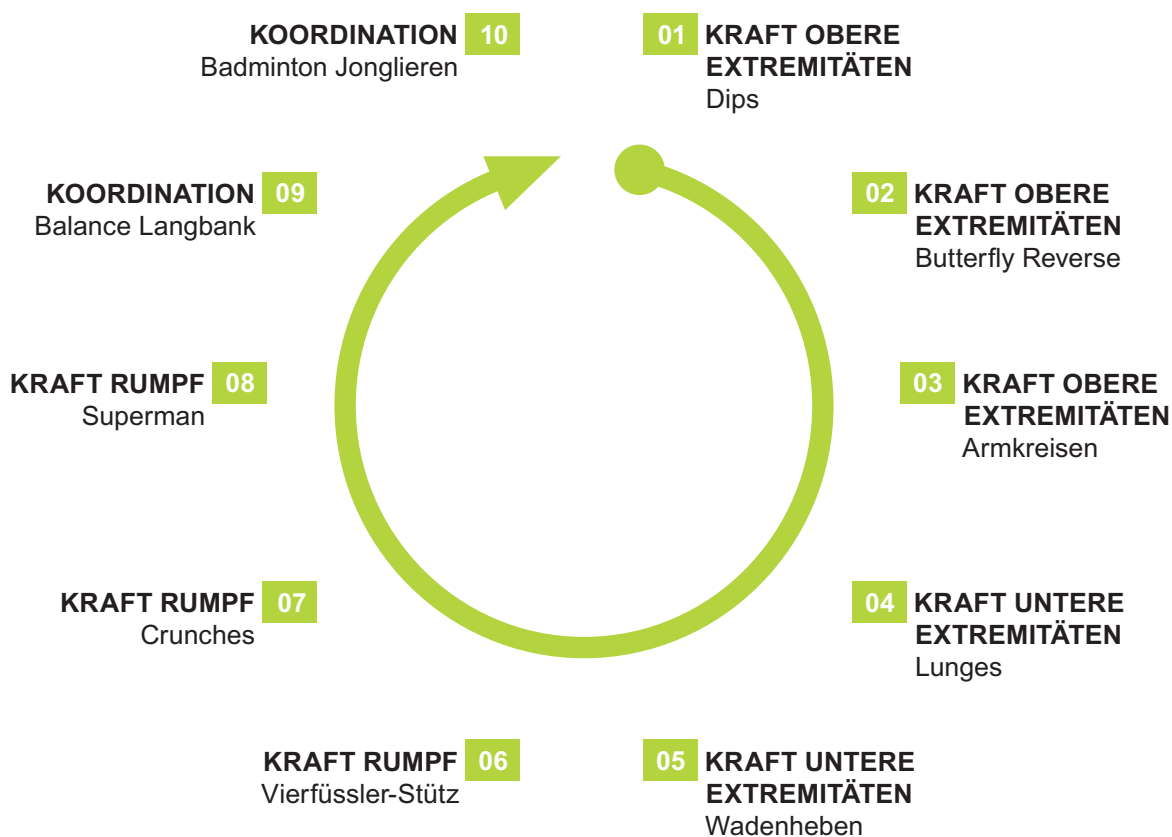 01 KRAFT OBERE
EXTREMITÄTEN
Dips
02 KRAFT OBERE
EXTREMITÄTEN
Butterfly Reverse
03 KRAFT OBERE
EXTREMITÄTEN
Armkreisen
04 KRAFT UNTERE
EXTREMITÄTEN
Lunges
05 KRAFT UNTERE
EXTREMITÄTEN
Wadenheben
KRAFT RUMPF 06
Vierfüssler-Stütz
KRAFT RUMPF 07
Crunches
KRAFT RUMPF 08
Superman
KOORDINATION 09
Balance Langbank
KOORDINATION 10
Badminton Jonglieren